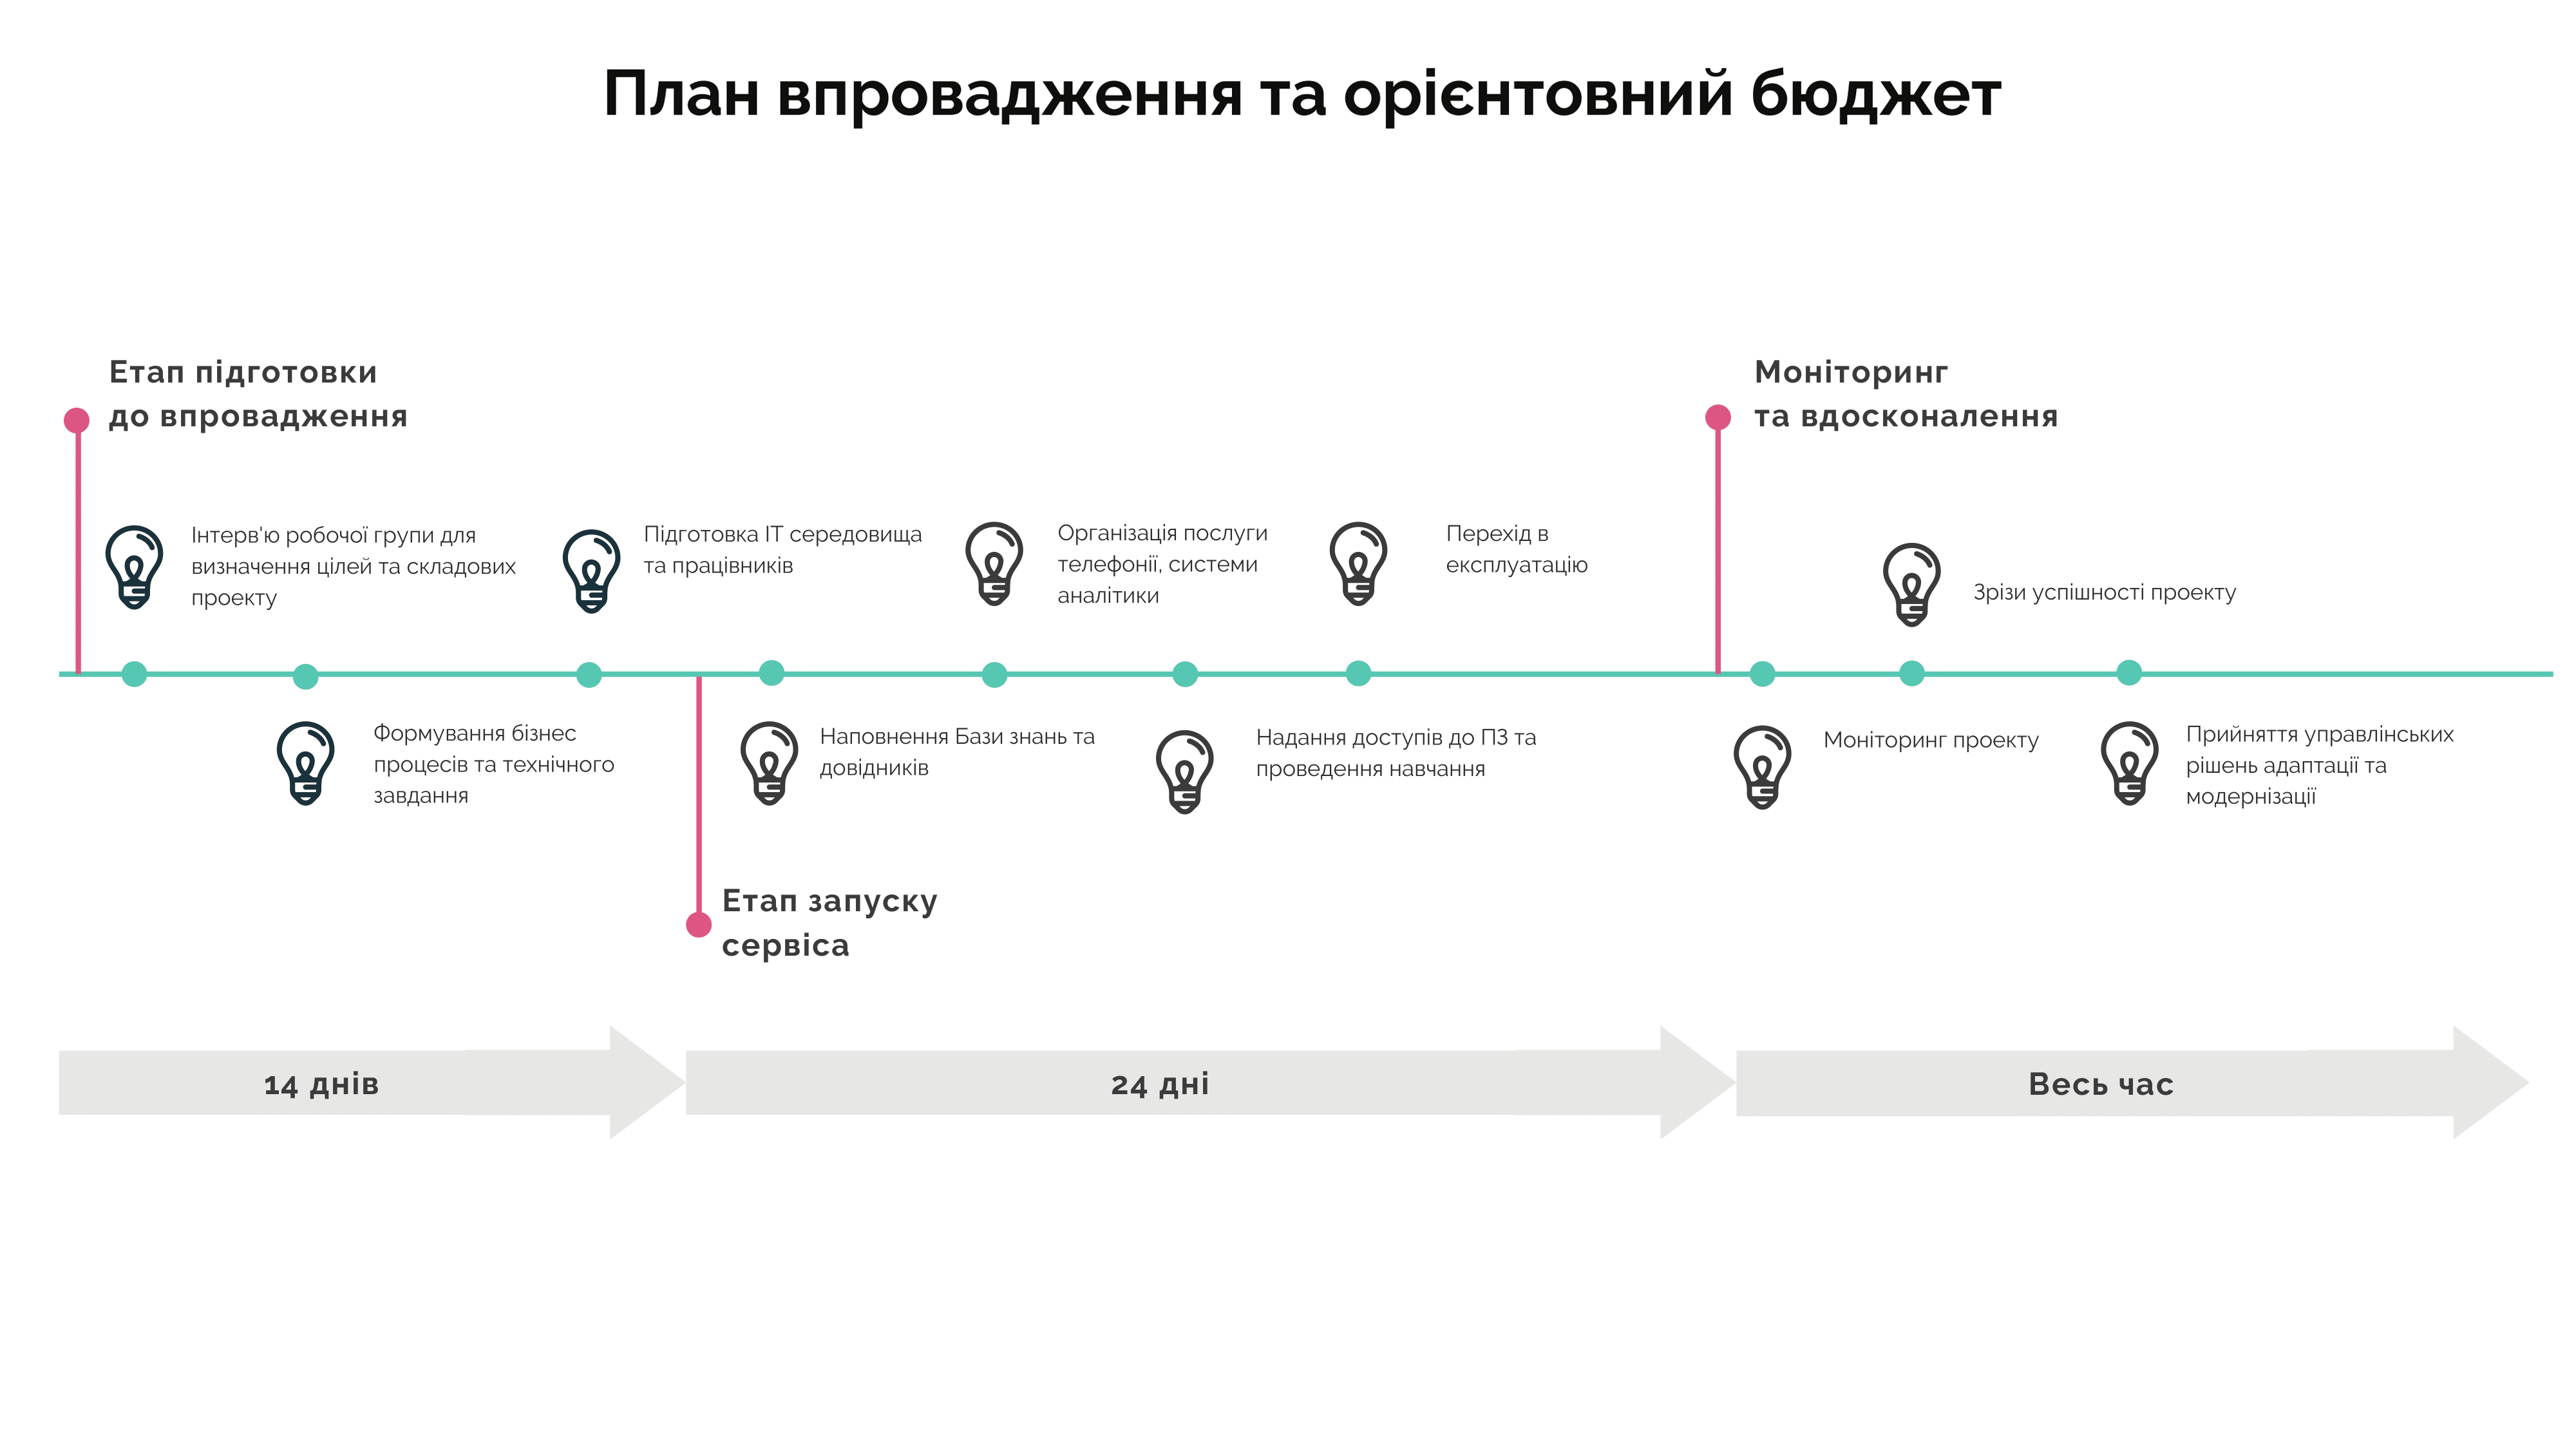 План впровадження та орієнтовний бюджет
Етап підготовки
до впровадження
Моніторинг
та вдосконалення
Інтерв'ю робочої групи для
визначення цілей та складових
проекту
Підготовка ІТ середовища
та працівників
Організація послуги
телефонії, системи
аналітики
Перехід в
експлуатацію
Зрізи успішності проекту
Формування бізнес
процесів та технічного
завдання
Наповнення Бази знань та
довідників
Надання доступів до ПЗ та
проведення навчання
Моніторинг проекту
Прийняття управлінських
рішень адаптації та
модернізації
Етап запуску
сервіса
14 днів
24 дні
Весь час